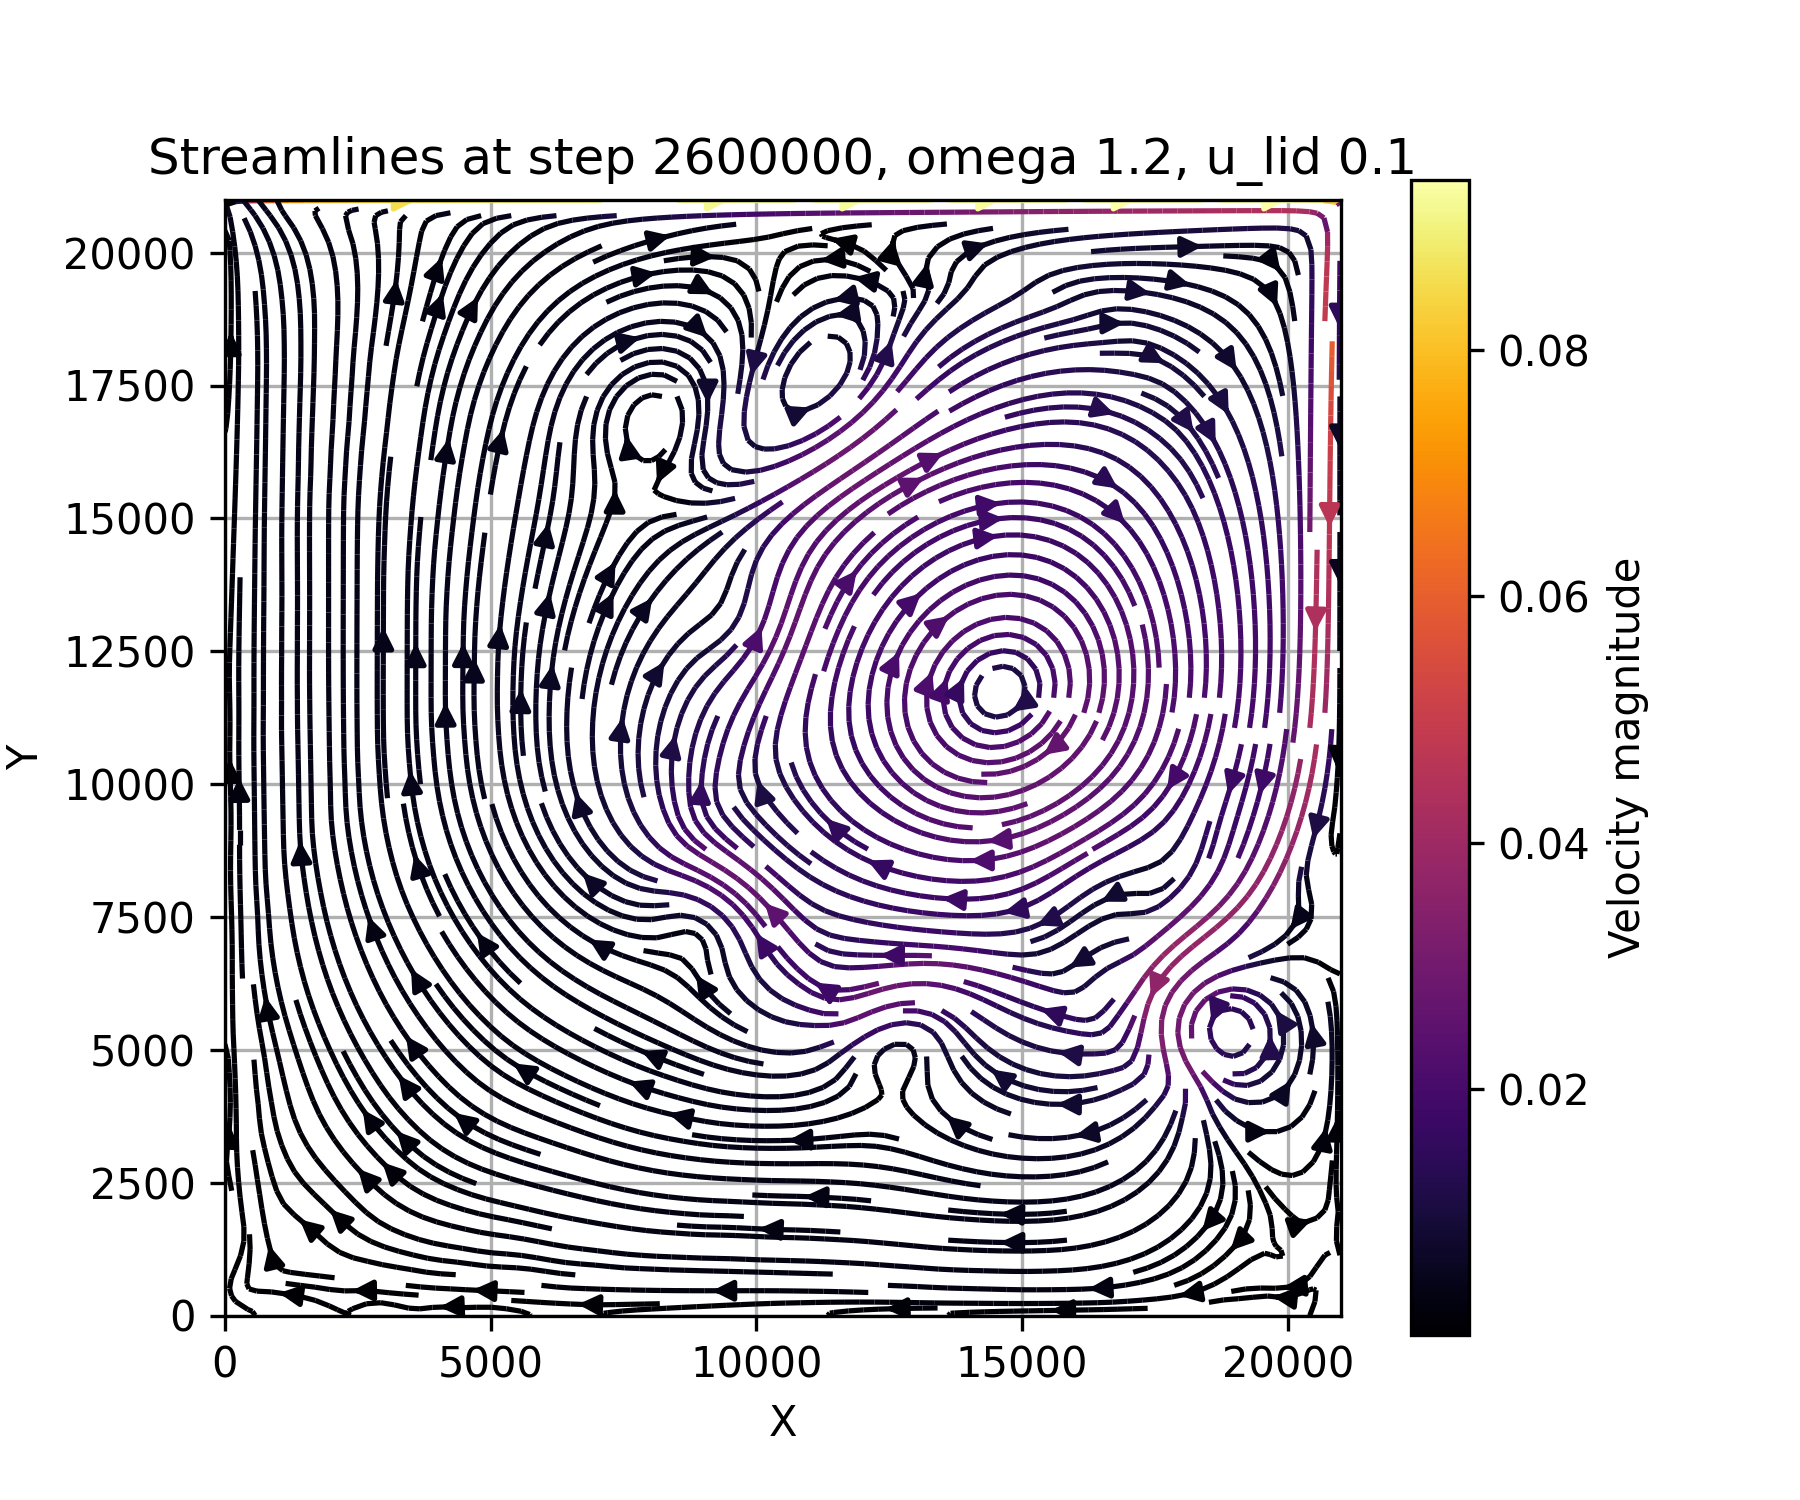 Streamlines at step 2600000, omega 1.2, u_lid 0.1
20000
17500
15000
12500
10000
7500
5000
2500
0
Y
0 5000 10000 15000 20000
X
0.08
0.06
0.04
0.02
Velocity magnitude